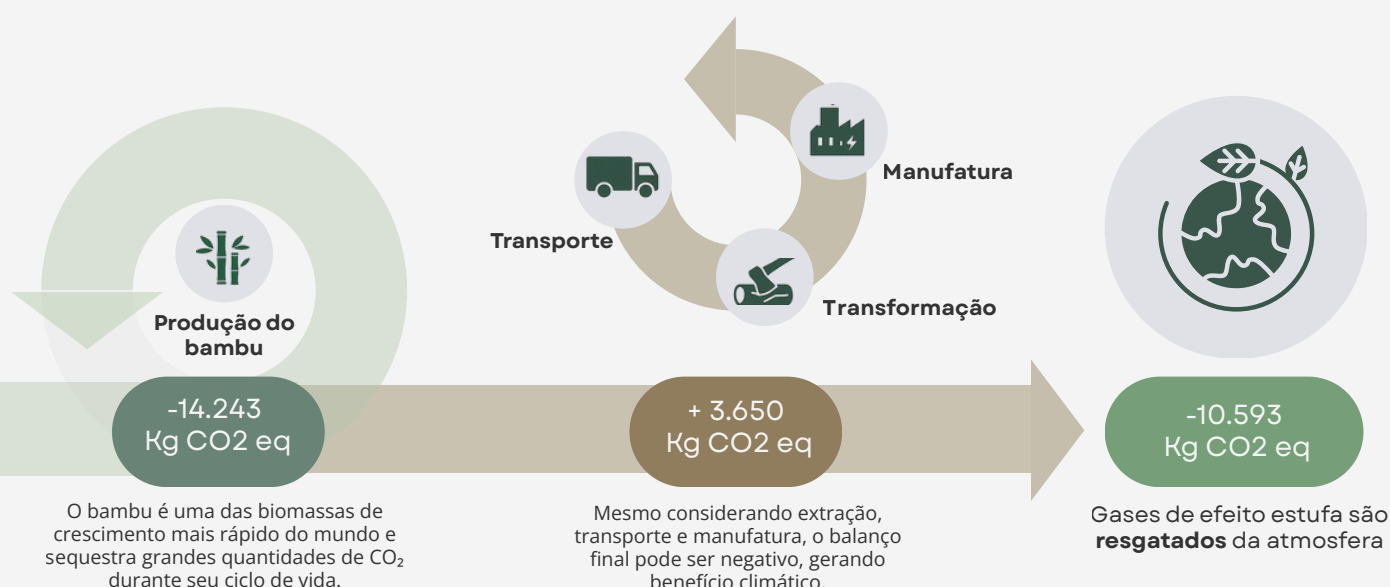 Produção do
bambu
-14.243
Kg CO2 eq
O bambu é uma das biomassas de
crescimento mais rápido do mundo e
sequestra grandes quantidades de CO₂
durante seu ciclo de vida.
Transporte
Manufatura
Transformação
+ 3.650
Kg CO2 eq
Mesmo considerando extração,
transporte e manufatura, o balanço
final pode ser negativo, gerando
benefício climático.
-10.593
Kg CO2 eq
Gases de efeito estufa são
resgatados da atmosfera